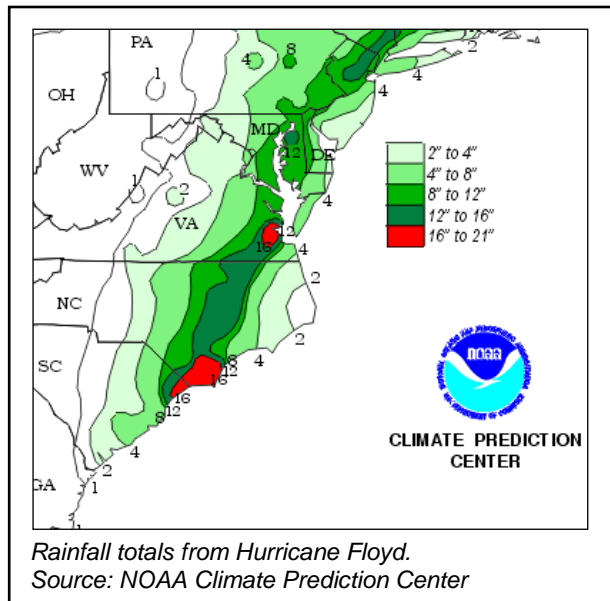 PA
1
4
8
2
4
4
OH
MD
12
DE
WV
1
2
VA
4
2" to 4"
4" to 8"
8" to 12"
12" to 16"
16" to 21"
12
16
4
2
NC
2
8
4
12
SC
16
16
12
8
4
2
GA
1
1
noaa
CLIMATE PREDICTION
CENTER
Rainfall totals from Hurricane Floyd.
Source: NOAA Climate Prediction Center